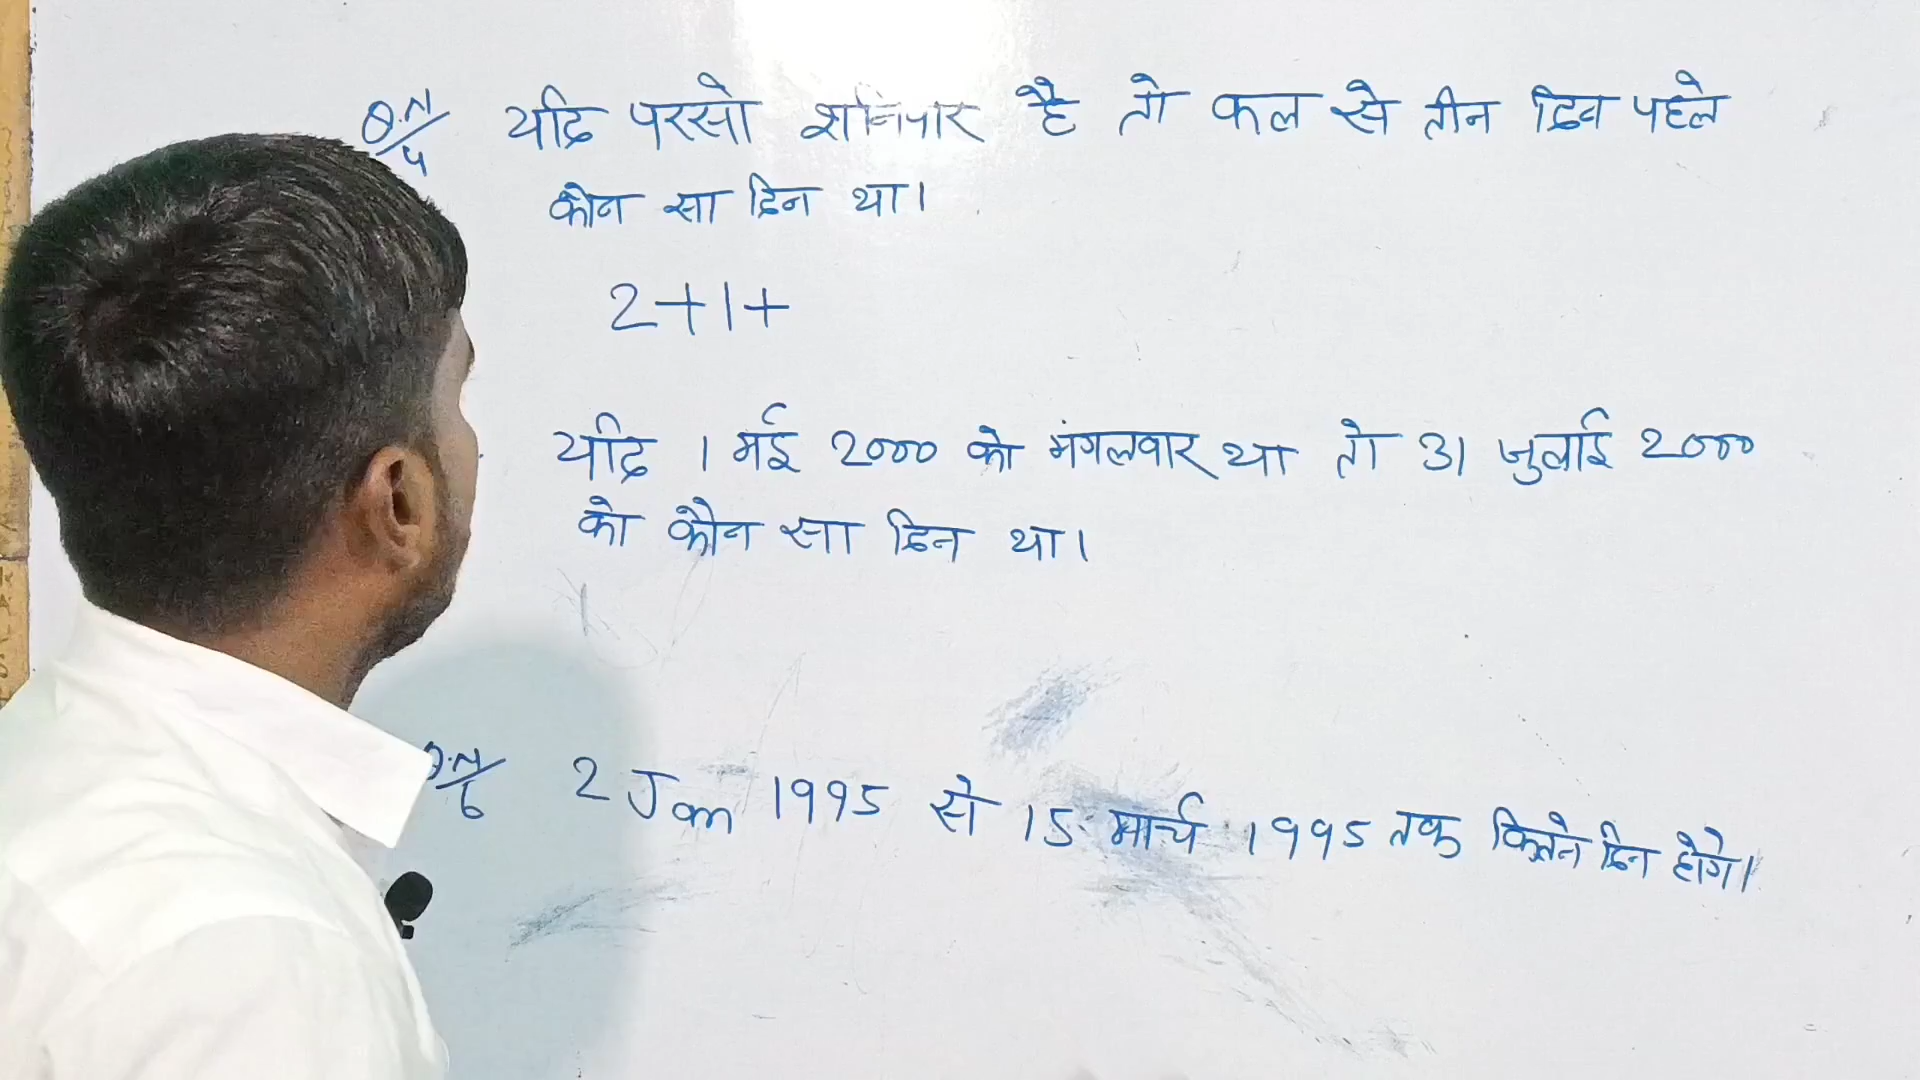 Q.N/5 यदि परसो शनिवार है तो कल से तीन दिन पहले
कौन सा दिन था।
2+1+
यदि 1 मई 2000 को मंगलवार था तो 31 जुलाई 2000
को कौन सा दिन था।
Q.N/6 2 Jan 1995 से 15 मार्च 1995 तक कितने दिन होगे।